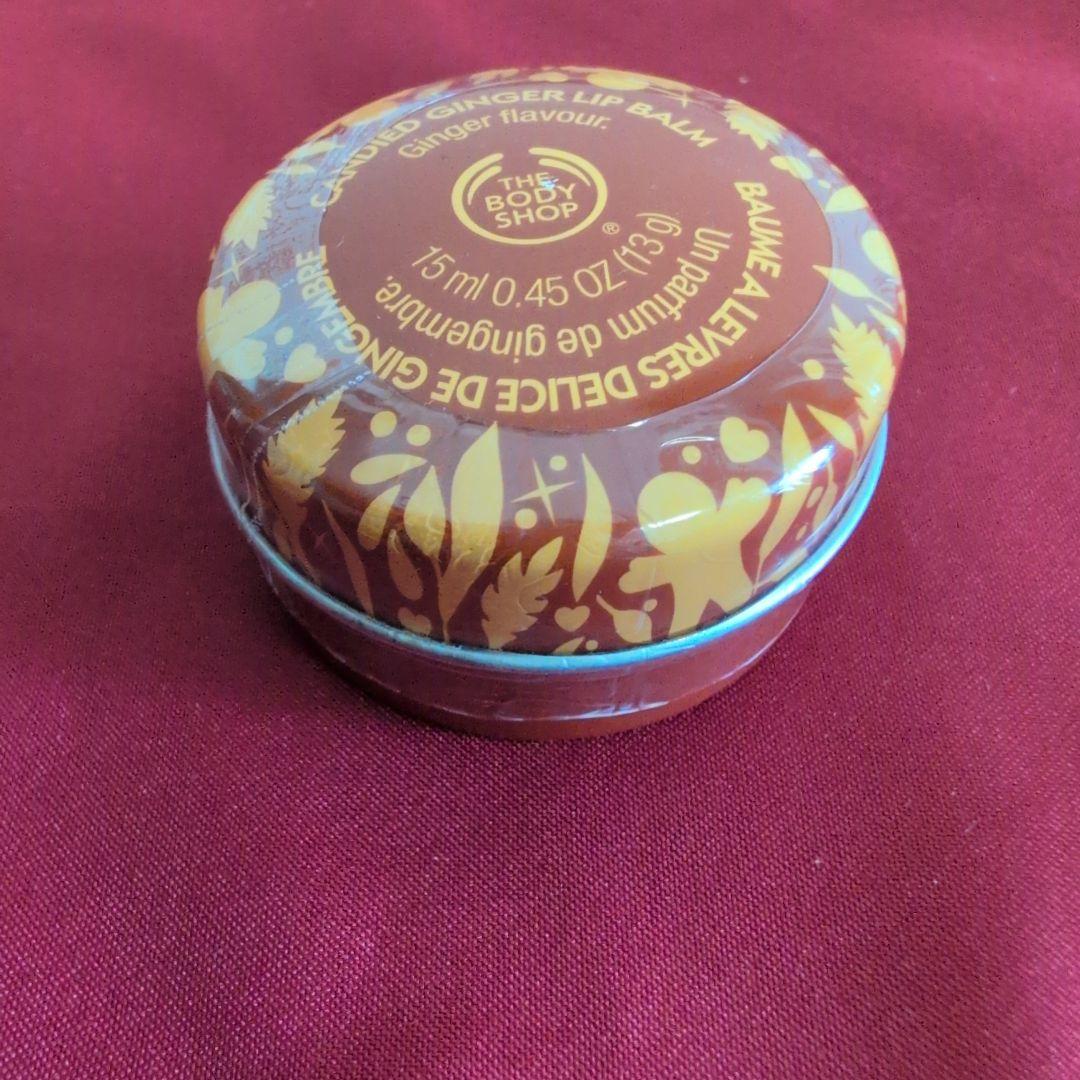 CANDIED GINGER LIP BALM
Ginger flavour.
THE
BODY
SHOP
®
15 ml 0.45 OZ (13 g)
Un parfum de gingembre.
BAUME A LEVRES DELICE DE GINGEMBRE